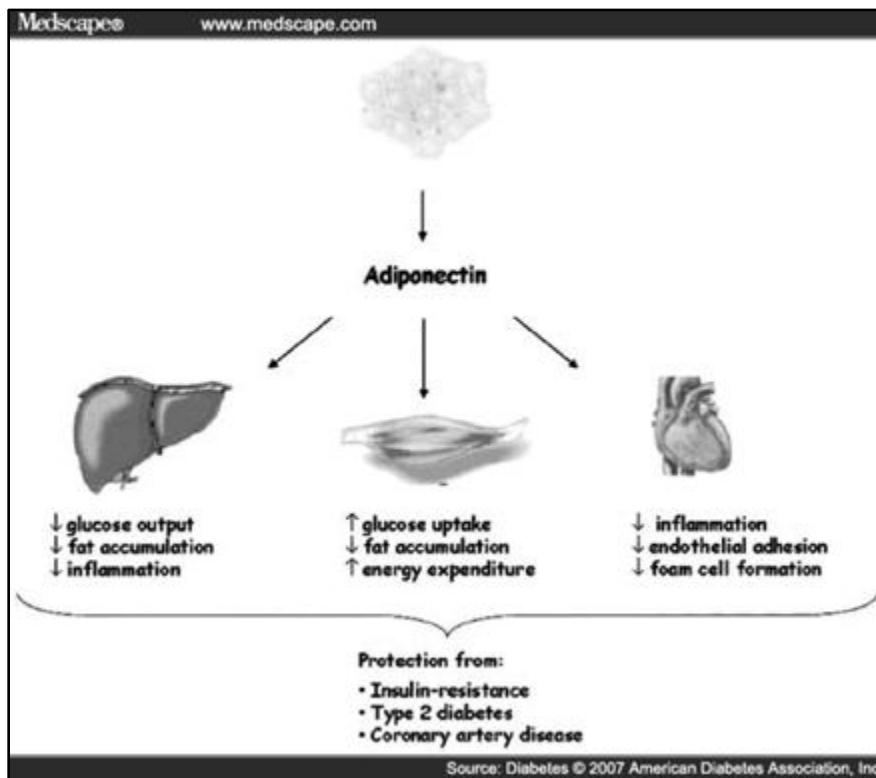 Medscape® www.medscape.com
Adiponectin
↓ glucose output
↓ fat accumulation
↓ inflammation
↑ glucose uptake
↓ fat accumulation
↑ energy expenditure
↓ inflammation
↓ endothelial adhesion
↓ foam cell formation
Protection from:
• Insulin-resistance
• Type 2 diabetes
• Coronary artery disease
Source: Diabetes © 2007 American Diabetes Association, Inc